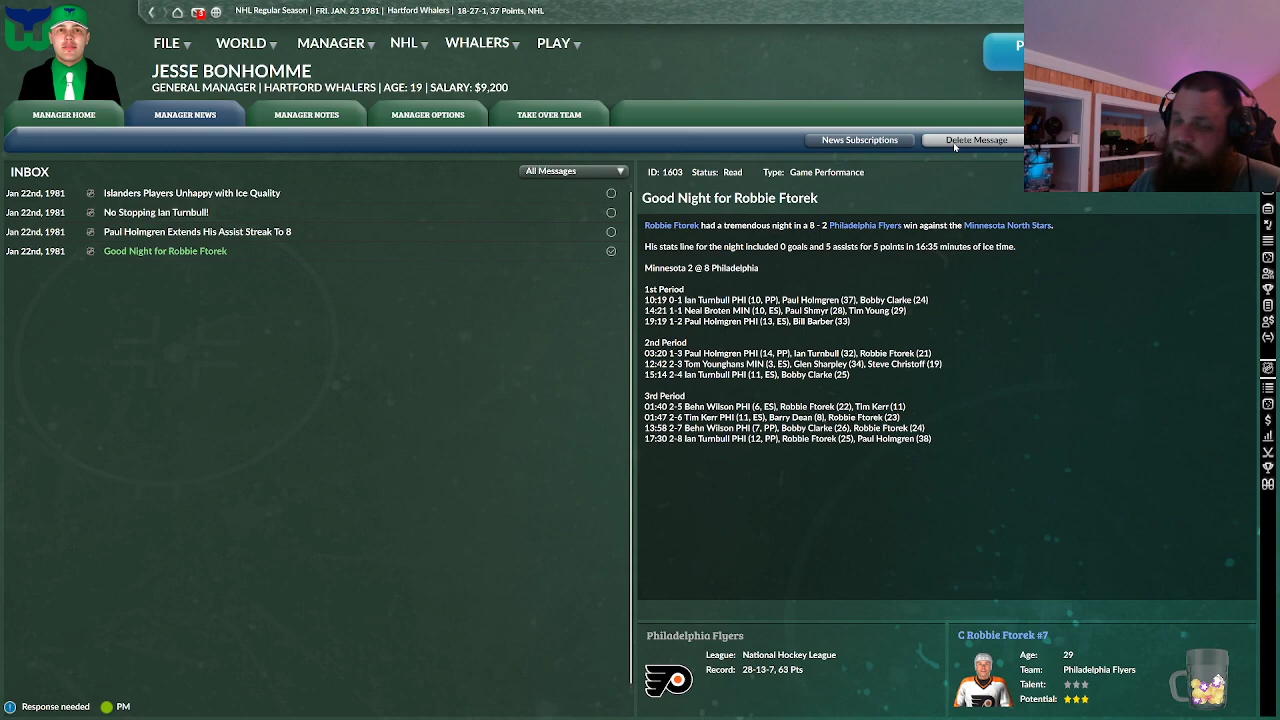 3
NHL Regular Season | FRI. JAN. 23 1981 | Hartford Whalers | 18-27-1, 37 Points, NHL
FILE WORLD MANAGER NHL WHALERS PLAY
P
JESSE BONHOMME
GENERAL MANAGER | HARTFORD WHALERS | AGE: 19 | SALARY: $9,200
MANAGER HOME MANAGER NEWS MANAGER NOTES MANAGER OPTIONS TAKE OVER TEAM
News Subscriptions Delete Message
INBOX
All Messages
Jan 22nd, 1981 Islanders Players Unhappy with Ice Quality
Jan 22nd, 1981 No Stopping Ian Turnbull!
Jan 22nd, 1981 Paul Holmgren Extends His Assist Streak To 8
Jan 22nd, 1981 Good Night for Robbie Ftorek
ID: 1603 Status: Read Type: Game Performance
Good Night for Robbie Ftorek
Robbie Ftorek had a tremendous night in a 8 - 2 Philadelphia Flyers win against the Minnesota North Stars.
His stats line for the night included 0 goals and 5 assists for 5 points in 16:35 minutes of ice time.
Minnesota 2 @ 8 Philadelphia
1st Period
10:19 0-1 Ian Turnbull PHI (10, PP), Paul Holmgren (37), Bobby Clarke (24)
14:21 1-1 Neal Broten MIN (10, ES), Paul Shmyr (28), Tim Young (29)
19:19 1-2 Paul Holmgren PHI (13, ES), Bill Barber (33)
2nd Period
03:20 1-3 Paul Holmgren PHI (14, PP), Ian Turnbull (32), Robbie Ftorek (21)
12:42 2-3 Tom Younghans MIN (3, ES), Glen Sharpley (34), Steve Christoff (19)
15:14 2-4 Ian Turnbull PHI (11, ES), Bobby Clarke (25)
3rd Period
01:40 2-5 Behn Wilson PHI (6, ES), Robbie Ftorek (22), Tim Kerr (11)
01:47 2-6 Tim Kerr PHI (11, ES), Barry Dean (8), Robbie Ftorek (23)
13:58 2-7 Behn Wilson PHI (7, PP), Bobby Clarke (26), Robbie Ftorek (24)
17:30 2-8 Ian Turnbull PHI (12, PP), Robbie Ftorek (25), Paul Holmgren (38)
Philadelphia Flyers
League: National Hockey League
Record: 28-13-7, 63 Pts
C Robbie Ftorek #7
Age: 29
Team: Philadelphia Flyers
Talent:
Potential:
Response needed PM